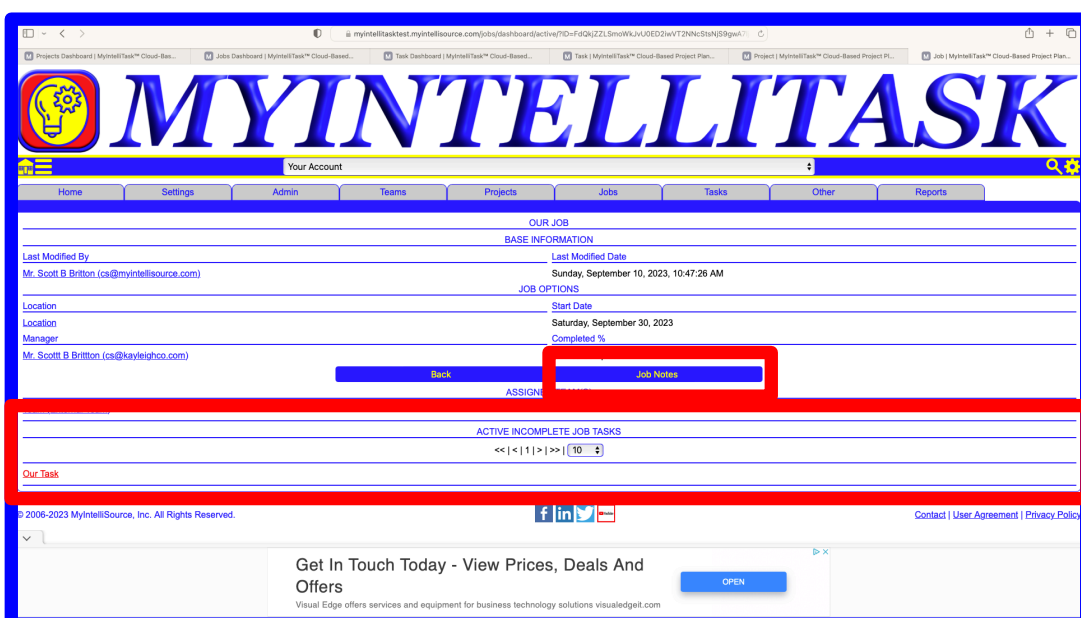 myintellitasktest.myintellisource.com/jobs/dashboard/active/?ID=FdQkjZZLSmoWkJvU0ED2iwVT2NNcStsNjS9gwA7
Projects Dashboard | MyIntelliTask™ Cloud-Bas... Jobs Dashboard | MyIntelliTask™ Cloud-Based... Task Dashboard | MyIntelliTask™ Cloud-Based... Task | MyIntelliTask™ Cloud-Based Project Plan... Project | MyIntelliTask™ Cloud-Based Project Pl... Job | MyIntelliTask™ Cloud-Based Project Plan...
MYINTELLITASK
Your Account
Home Settings Admin Teams Projects Jobs Tasks Other Reports
OUR JOB
BASE INFORMATION
Last Modified By Last Modified Date
Mr. Scott B Britton (cs@myintellisource.com) Sunday, September 10, 2023, 10:47:26 AM
JOB OPTIONS
Location Start Date
Location Saturday, September 30, 2023
Manager Completed %
Mr. Scottt B Brittton (cs@kayleighco.com)
Back Job Notes
ASSIGNE
ACTIVE INCOMPLETE JOB TASKS
<< | < | 1 | > | >> | 10
Our Task
© 2006-2023 MyIntelliSource, Inc. All Rights Reserved. Contact | User Agreement | Privacy Policy
Get In Touch Today - View Prices, Deals And
Offers
OPEN
Visual Edge offers services and equipment for business technology solutions visualedgeit.com